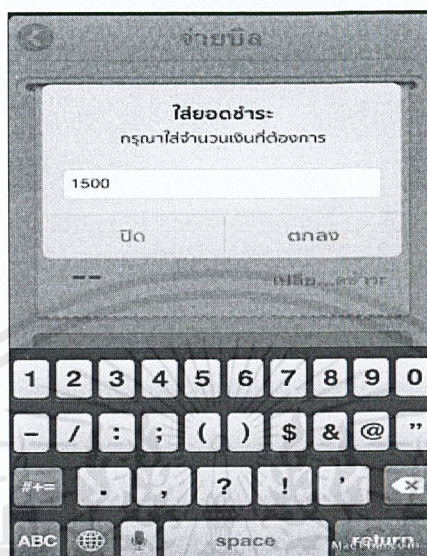 จ่ายบิล
ใส่ยอดชำระ
กรุณาใส่จำนวนเงินที่ต้องการ
1500
ปิด ตกลง
--
1 2 3 4 5 6 7 8 9 0
- / : ; ( ) $ & @ "
#+= . , ? ! '
ABC space return